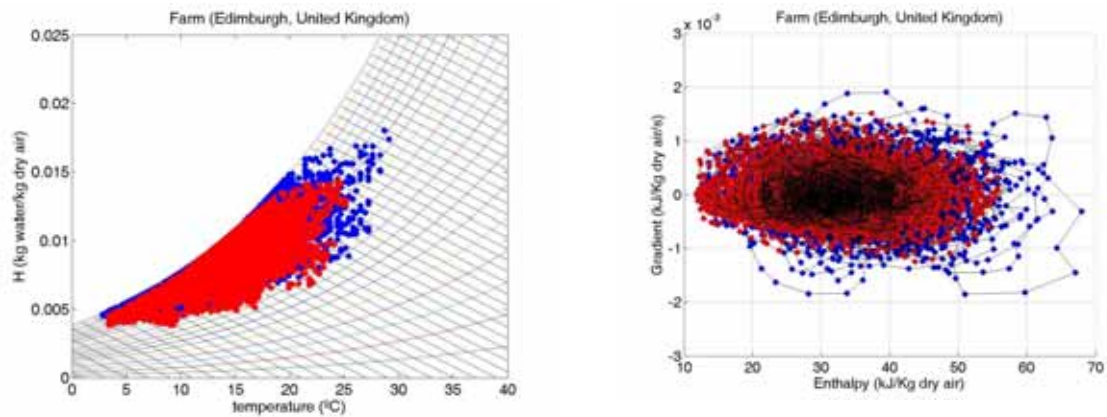 Farm (Edinburgh, United Kingdom)
0.025
0.02
0.015
0.01
0.005
0
H (kg water/kg dry air)
0 5 10 15 20 25 30 35 40
temperature (ºC)
Farm (Edinburgh, United Kingdom)
x 10⁻³
3
2
1
0
-1
-2
-3
Gradient (kJ/Kg dry air/s)
10 20 30 40 50 60 70
Enthalpy (kJ/Kg dry air)